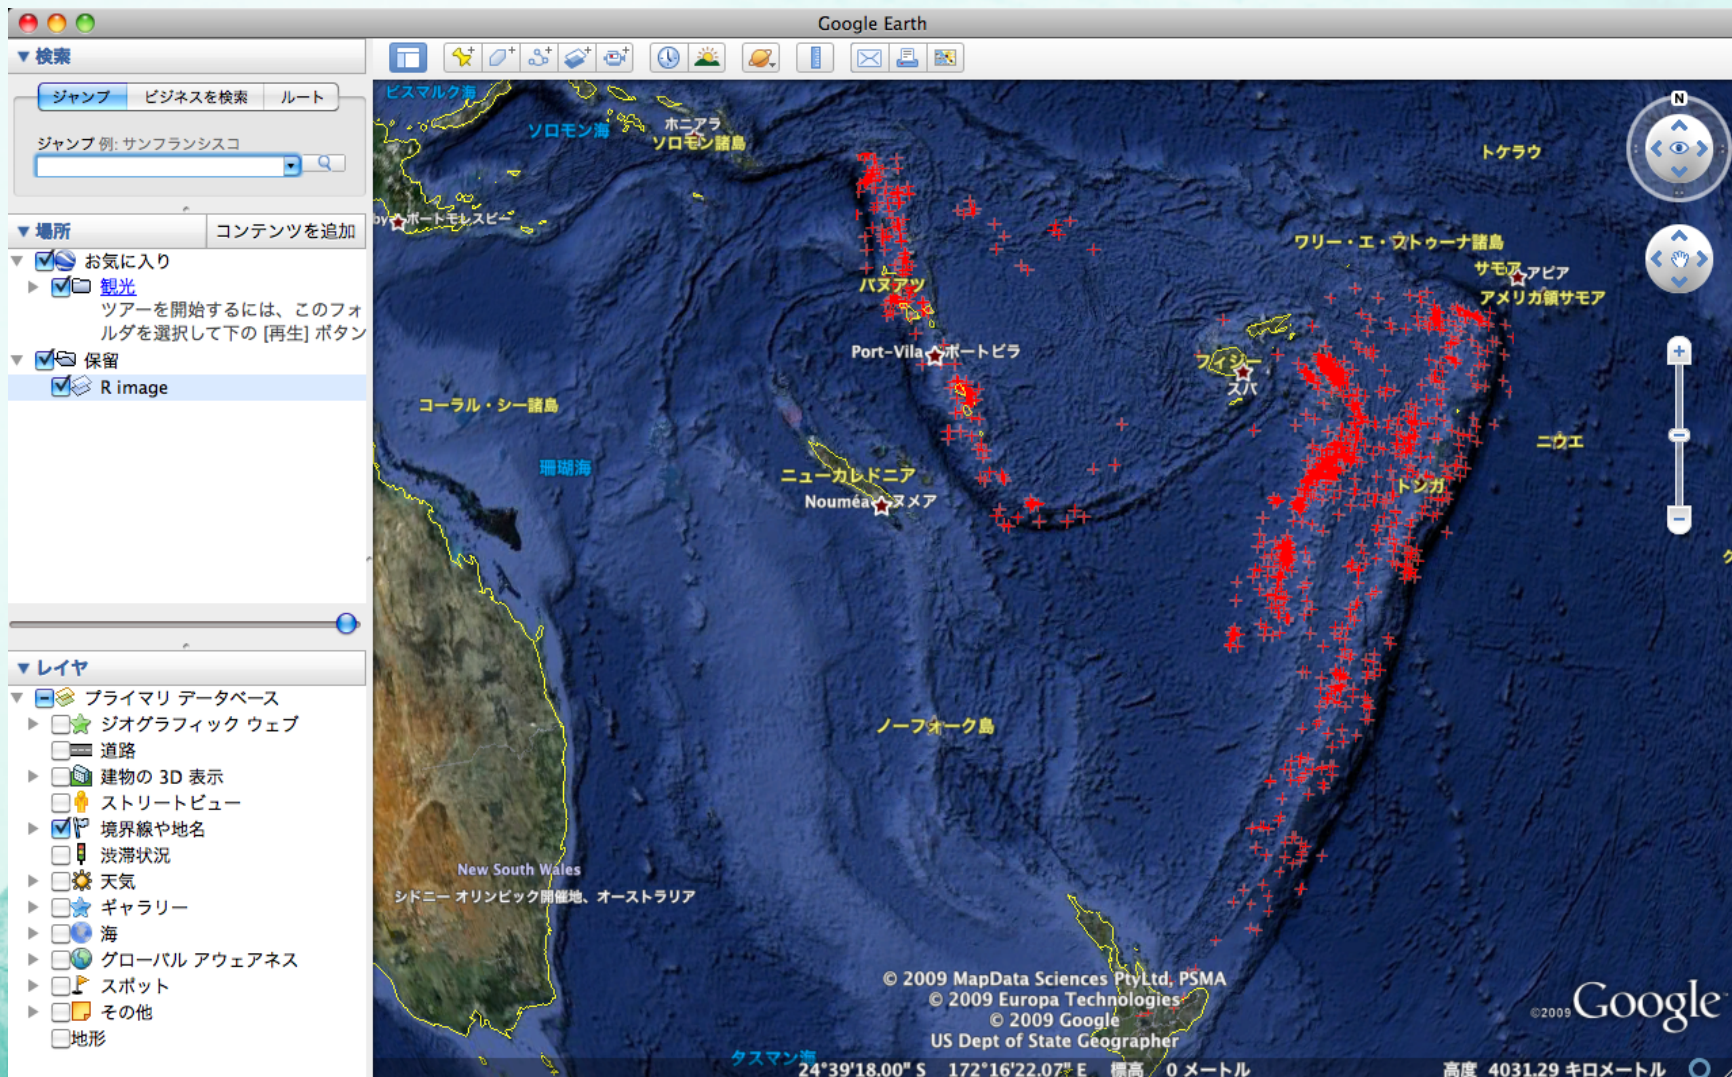 Google Earth
検索
ジャンプ ビジネスを検索 ルート
ジャンプ 例: サンフランシスコ
場所 コンテンツを追加
お気に入り
観光
ツアーを開始するには、このフォ
ルダを選択して下の [再生] ボタン
保留
R image
レイヤ
プライマリ データベース
ジオグラフィック ウェブ
道路
建物の 3D 表示
ストリートビュー
境界線や地名
渋滞状況
天気
ギャラリー
海
グローバル アウェアネス
スポット
その他
地形
N
ビスマルク海
ソロモン海
ホニアラ
ソロモン諸島
トケラウ
by ポートモレスビー
ワリー・エ・フトゥーナ諸島
サモア アピア
アメリカ領サモア
バヌアツ
Port-Vila ポートビラ
フィジー
スバ
コーラル・シー諸島
ニウエ
珊瑚海
ニューカレドニア
トンガ
Nouméa ヌメア
ノーフォーク島
New South Wales
シドニー オリンピック開催地、オーストラリア
© 2009 MapData Sciences PtyLtd, PSMA
© 2009 Europa Technologies
© 2009 Google
US Dept of State Geographer
©2009 Google
タスマン海
24°39'18.00" S 172°16'22.07" E 標高 0 メートル 高度 4031.29 キロメートル